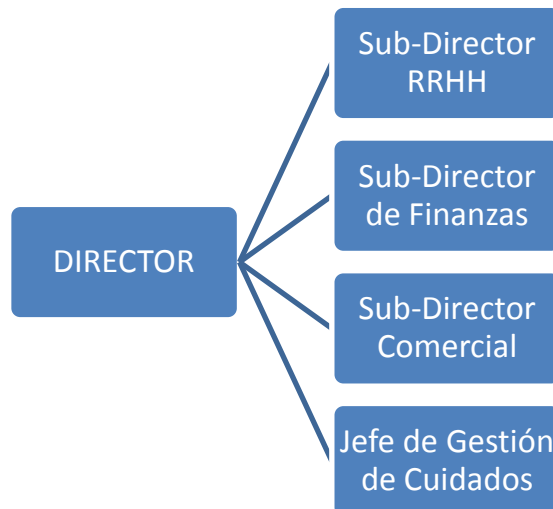 Sub-Director
RRHH
Sub-Director
de Finanzas
DIRECTOR
Sub-Director
Comercial
Jefe de Gestión
de Cuidados